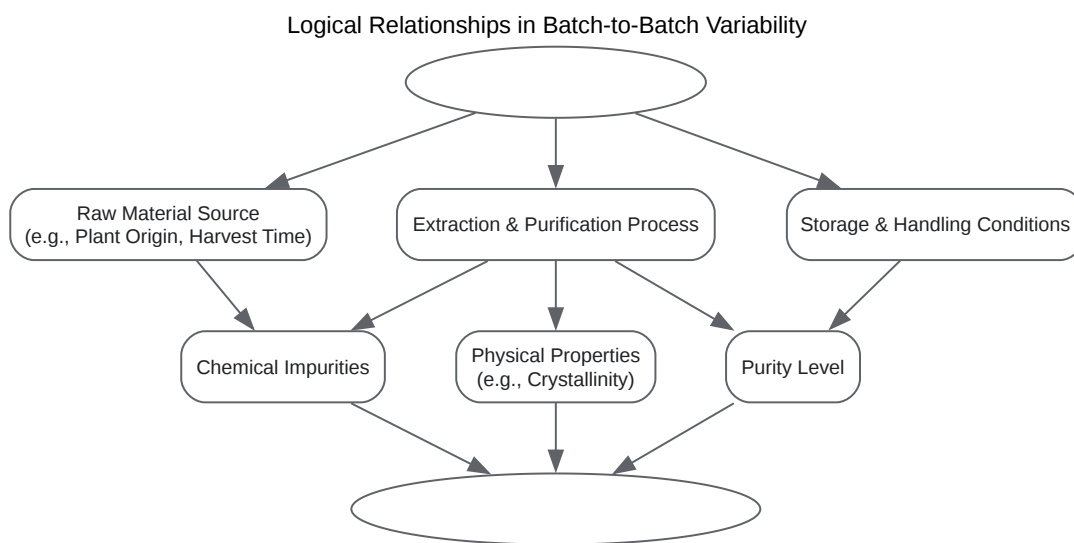 Logical Relationships in Batch-to-Batch Variability
Raw Material Source
(e.g., Plant Origin, Harvest Time)
Extraction & Purification Process
Storage & Handling Conditions
Chemical Impurities
Physical Properties
(e.g., Crystallinity)
Purity Level